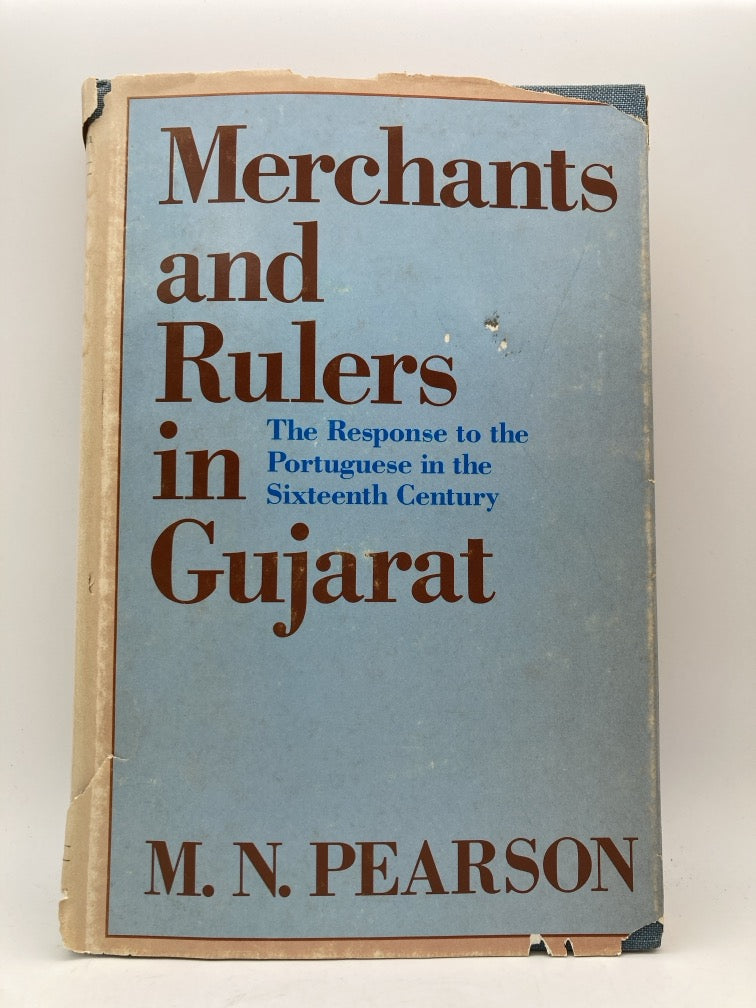 Merchants
and
Rulers
in
The Response to the
Portuguese in the
Sixteenth Century
Gujarat
M. N. PEARSON